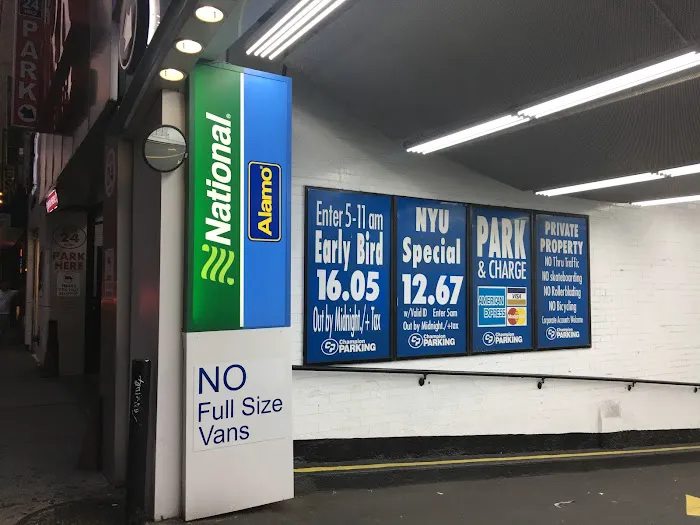 24
PARK
National
Alamo
NO
Full Size
Vans
24
PARK
HERE
Enter 5-11 am
Early Bird
16.05
Out by Midnight/+ Tax
Champion
PARKING
NYU
Special
12.67
w/Valid ID Enter 5am
Out by Midnight/+tax
Champion
PARKING
PARK
& CHARGE
AMERICAN
EXPRESS
VISA
MasterCard
Champion
PARKING
PRIVATE
PROPERTY
NO Thru Traffic
NO skateboarding
NO Rollerblading
NO Bicycling
Corporate Accounts Welcome
Champion
PARKING